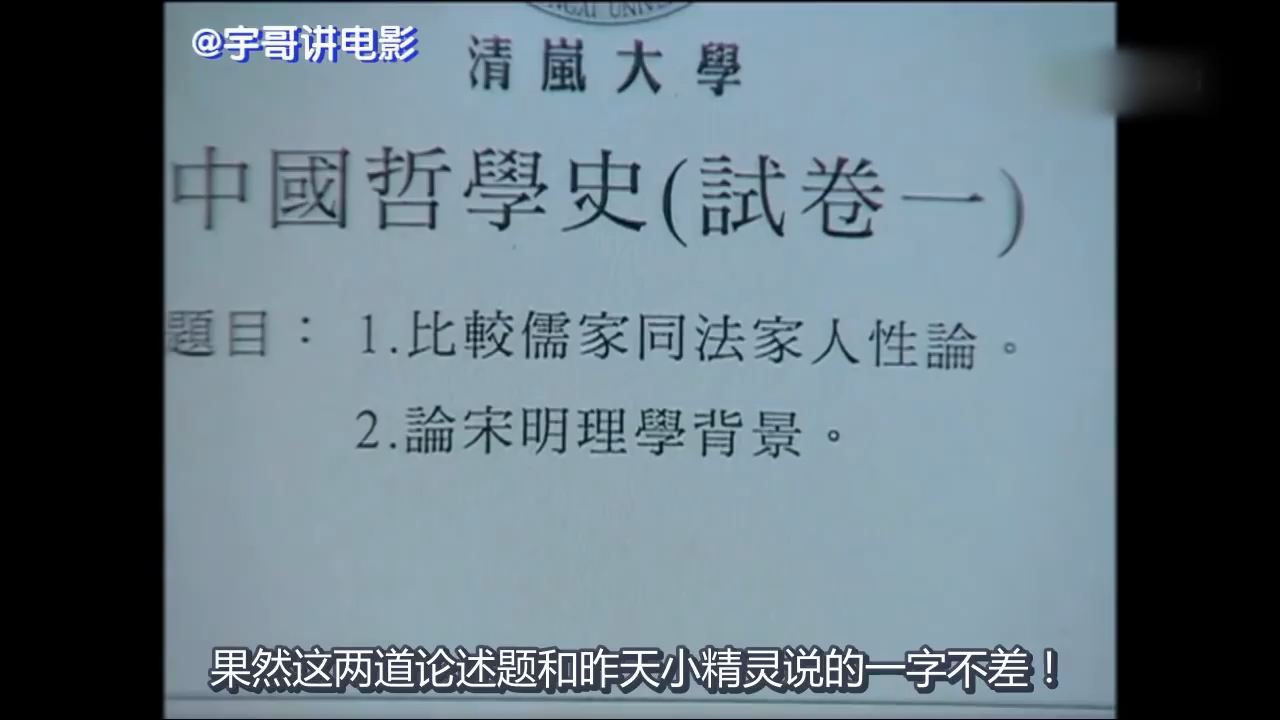 NGAI UNIVE
@宇哥讲电影
清嵐大學
中國哲學史(試卷一)
題目：1.比較儒家同法家人性論。
2.論宋明理學背景。
果然这两道论述题和昨天小精灵说的一字不差！